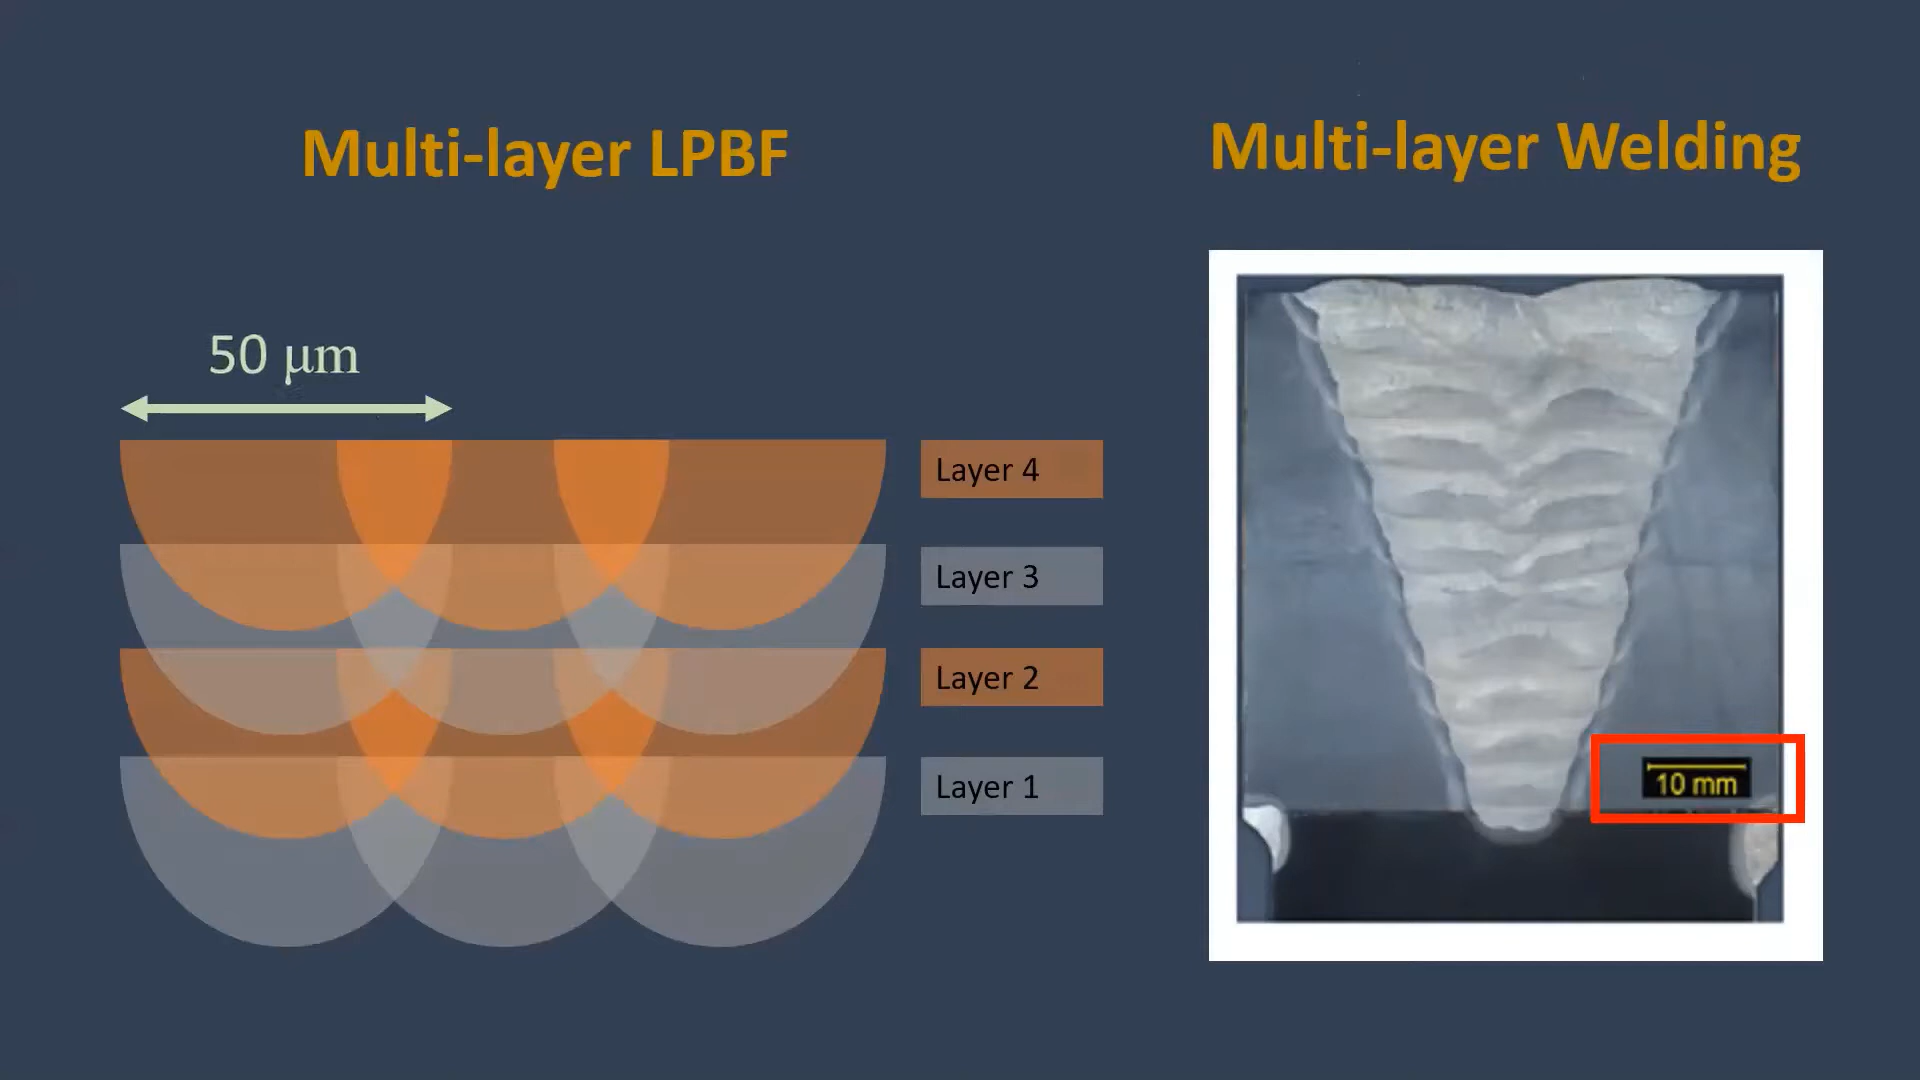 Multi-layer LPBF
Multi-layer Welding
50 μm
Layer 4
Layer 3
Layer 2
Layer 1
10 mm